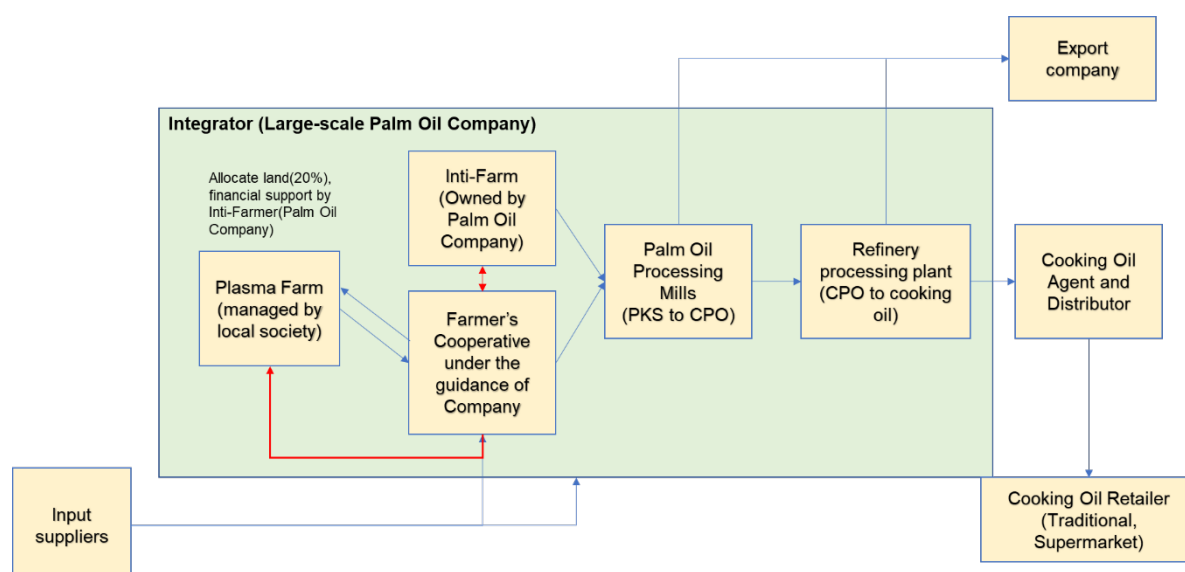 Export
company
Integrator (Large-scale Palm Oil Company)
Allocate land(20%),
financial support by
Inti-Farmer(Palm Oil
Company)
Inti-Farm
(Owned by
Palm Oil
Company)
Plasma Farm
(managed by
local society)
Farmer’s
Cooperative
under the
guidance of
Company
Palm Oil
Processing
Mills
(PKS to CPO)
Refinery
processing plant
(CPO to cooking
oil)
Cooking Oil
Agent and
Distributor
Input
suppliers
Cooking Oil Retailer
(Traditional,
Supermarket)